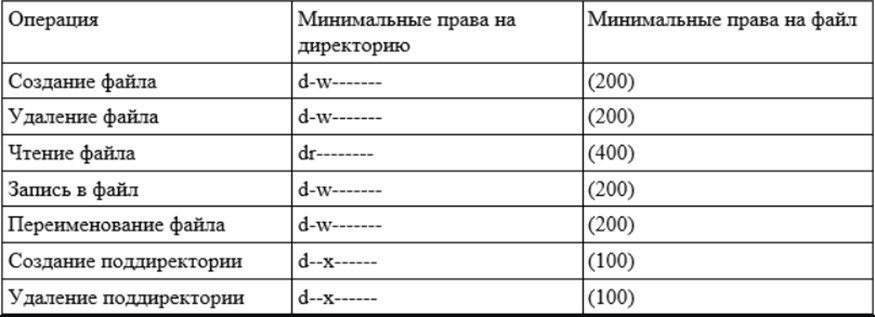 Операция Минимальные права на директорию Минимальные права на файл
Создание файла d-w------- (200)
Удаление файла d-w------- (200)
Чтение файла dr-------- (400)
Запись в файл d-w------- (200)
Переименование файла d-w------- (200)
Создание поддиректории d--x------ (100)
Удаление поддиректории d--x------ (100)